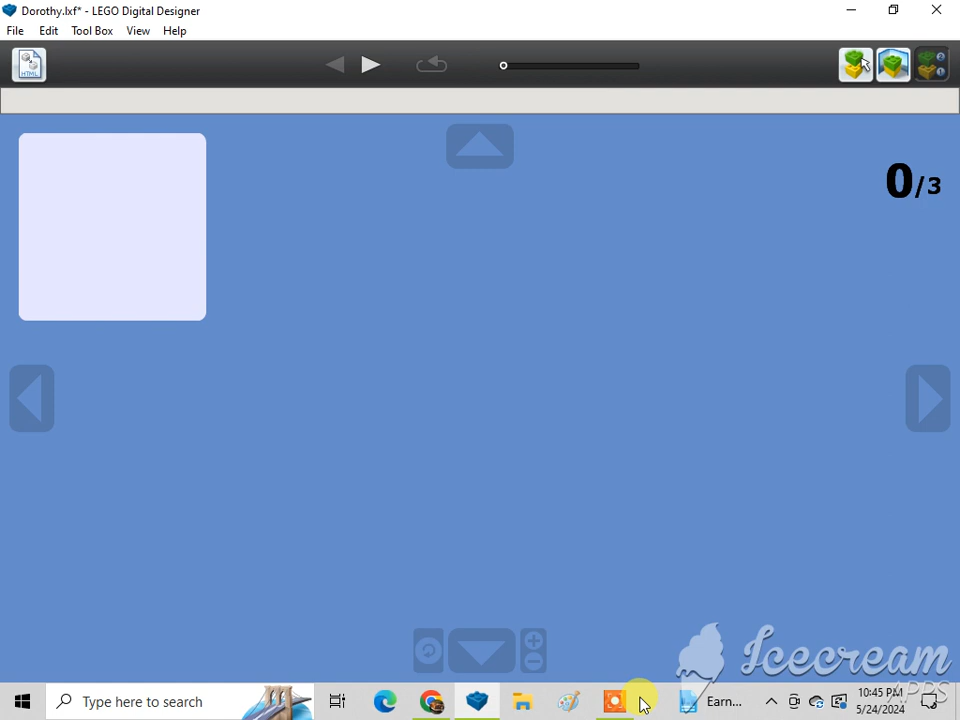 Dorothy.lxf* - LEGO Digital Designer
File Edit Tool Box View Help
HTML
0/3
Icecream
APPS
Type here to search
Earn...
10:45 PM
5/24/2024